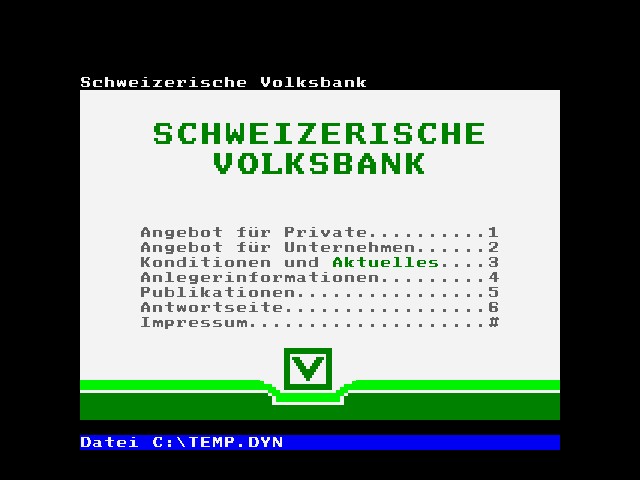 Schweizerische Volksbank
SCHWEIZERISCHE
VOLKSBANK
Angebot für Private..........1
Angebot für Unternehmen......2
Konditionen und Aktuelles....3
Anlegerinformationen.........4
Publikationen................5
Antwortseite.................6
Impressum....................#
V
Datei C:\TEMP.DYN